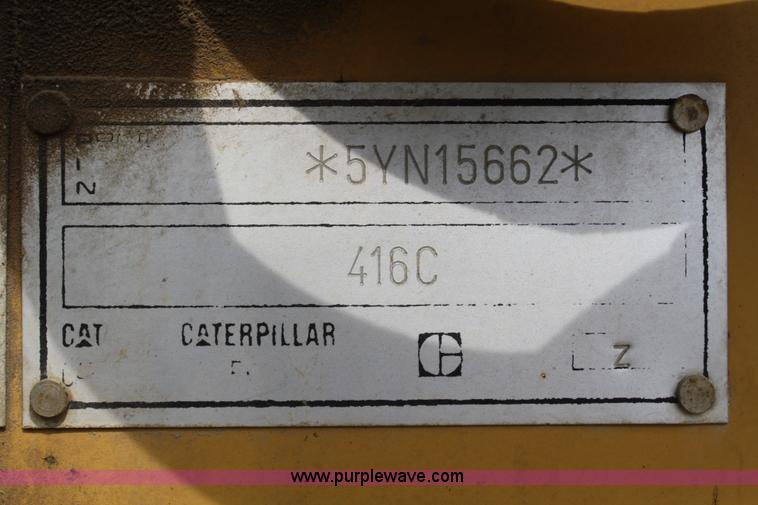 *5YN15662*
416C
CAT CATERPILLAR
Z
www.purplewave.com